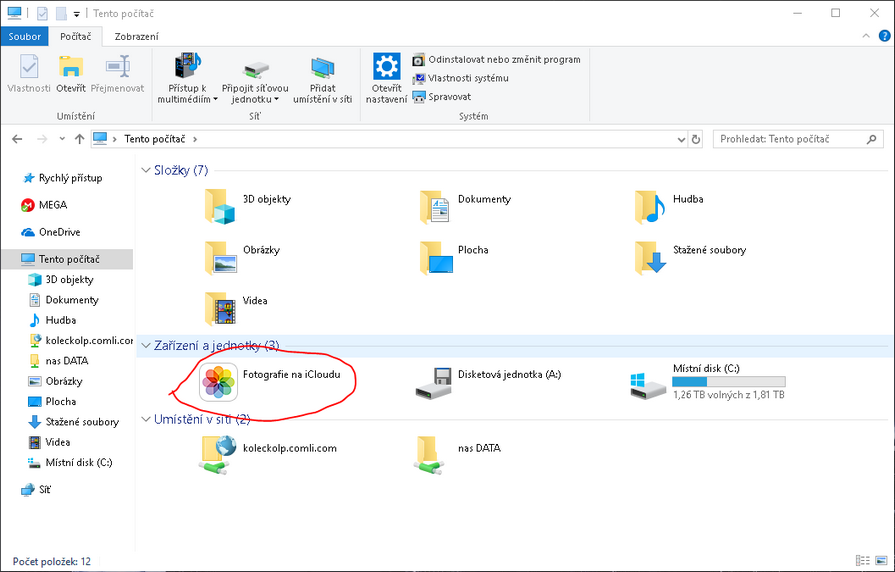 Tento počítač
Soubor
Počítač
Zobrazení
Vlastnosti
Otevřít
Přejmenovat
Umístění
Přístup k
multimédiím
Připojit síťovou
jednotku
Přidat
umístění v síti
Síť
Otevřít
nastavení
Odinstalovat nebo změnit program
Vlastnosti systému
Spravovat
Systém
Tento počítač
Prohledat: Tento počítač
Rychlý přístup
MEGA
OneDrive
Tento počítač
3D objekty
Dokumenty
Hudba
koleckolp.comli.cor
nas DATA
Obrázky
Plocha
Stažené soubory
Videa
Místní disk (C:)
Síť
Složky (7)
3D objekty
Dokumenty
Hudba
Obrázky
Plocha
Stažené soubory
Videa
Zařízení a jednotky (3)
Fotografie na iCloudu
Disketová jednotka (A:)
Místní disk (C:)
1,26 TB volných z 1,81 TB
Umístění v síti (2)
koleckolp.comli.com
nas DATA
Počet položek: 12